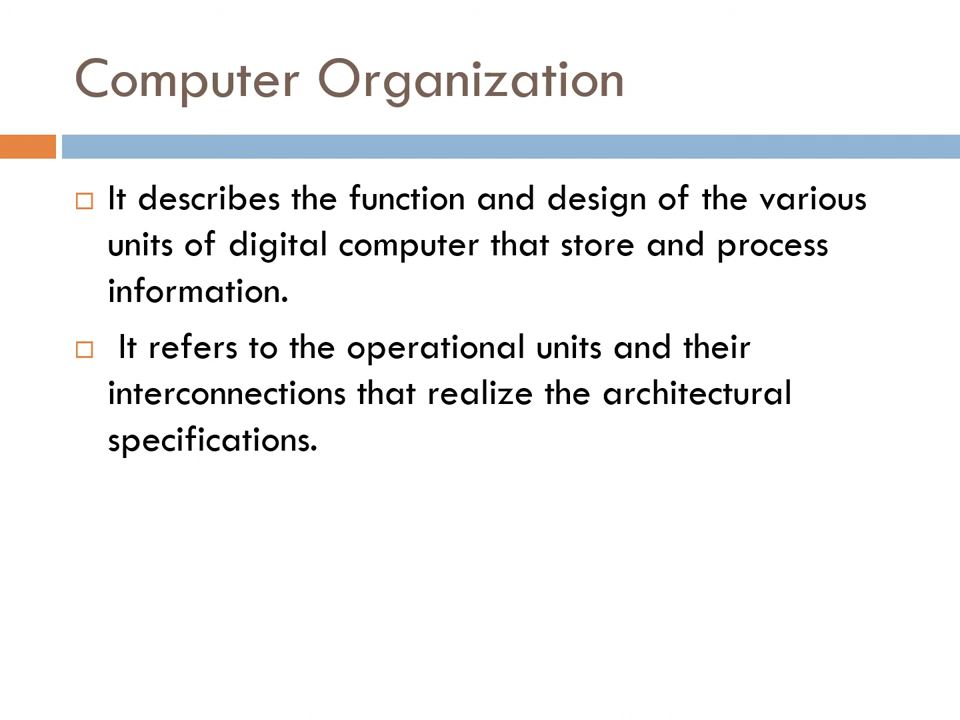 Computer Organization
It describes the function and design of the various
units of digital computer that store and process
information.
It refers to the operational units and their
interconnections that realize the architectural
specifications.